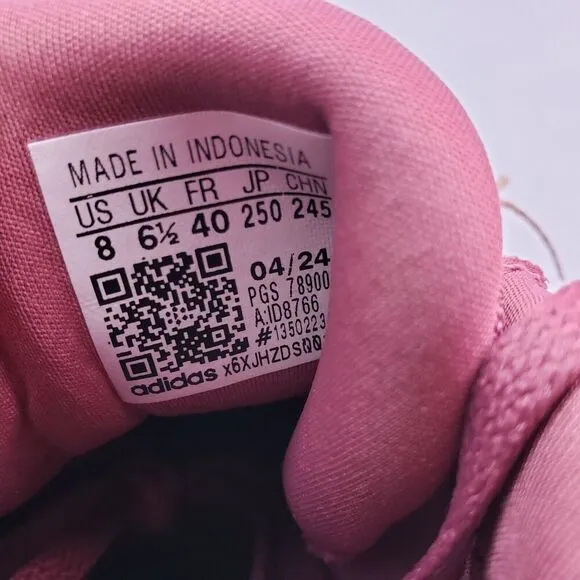 MADE IN INDONESIA
US UK FR JP CHN
8 6½ 40 250 245
04/24
PGS 78900
A:ID8766
#1350223
adidas x6XJHZDS